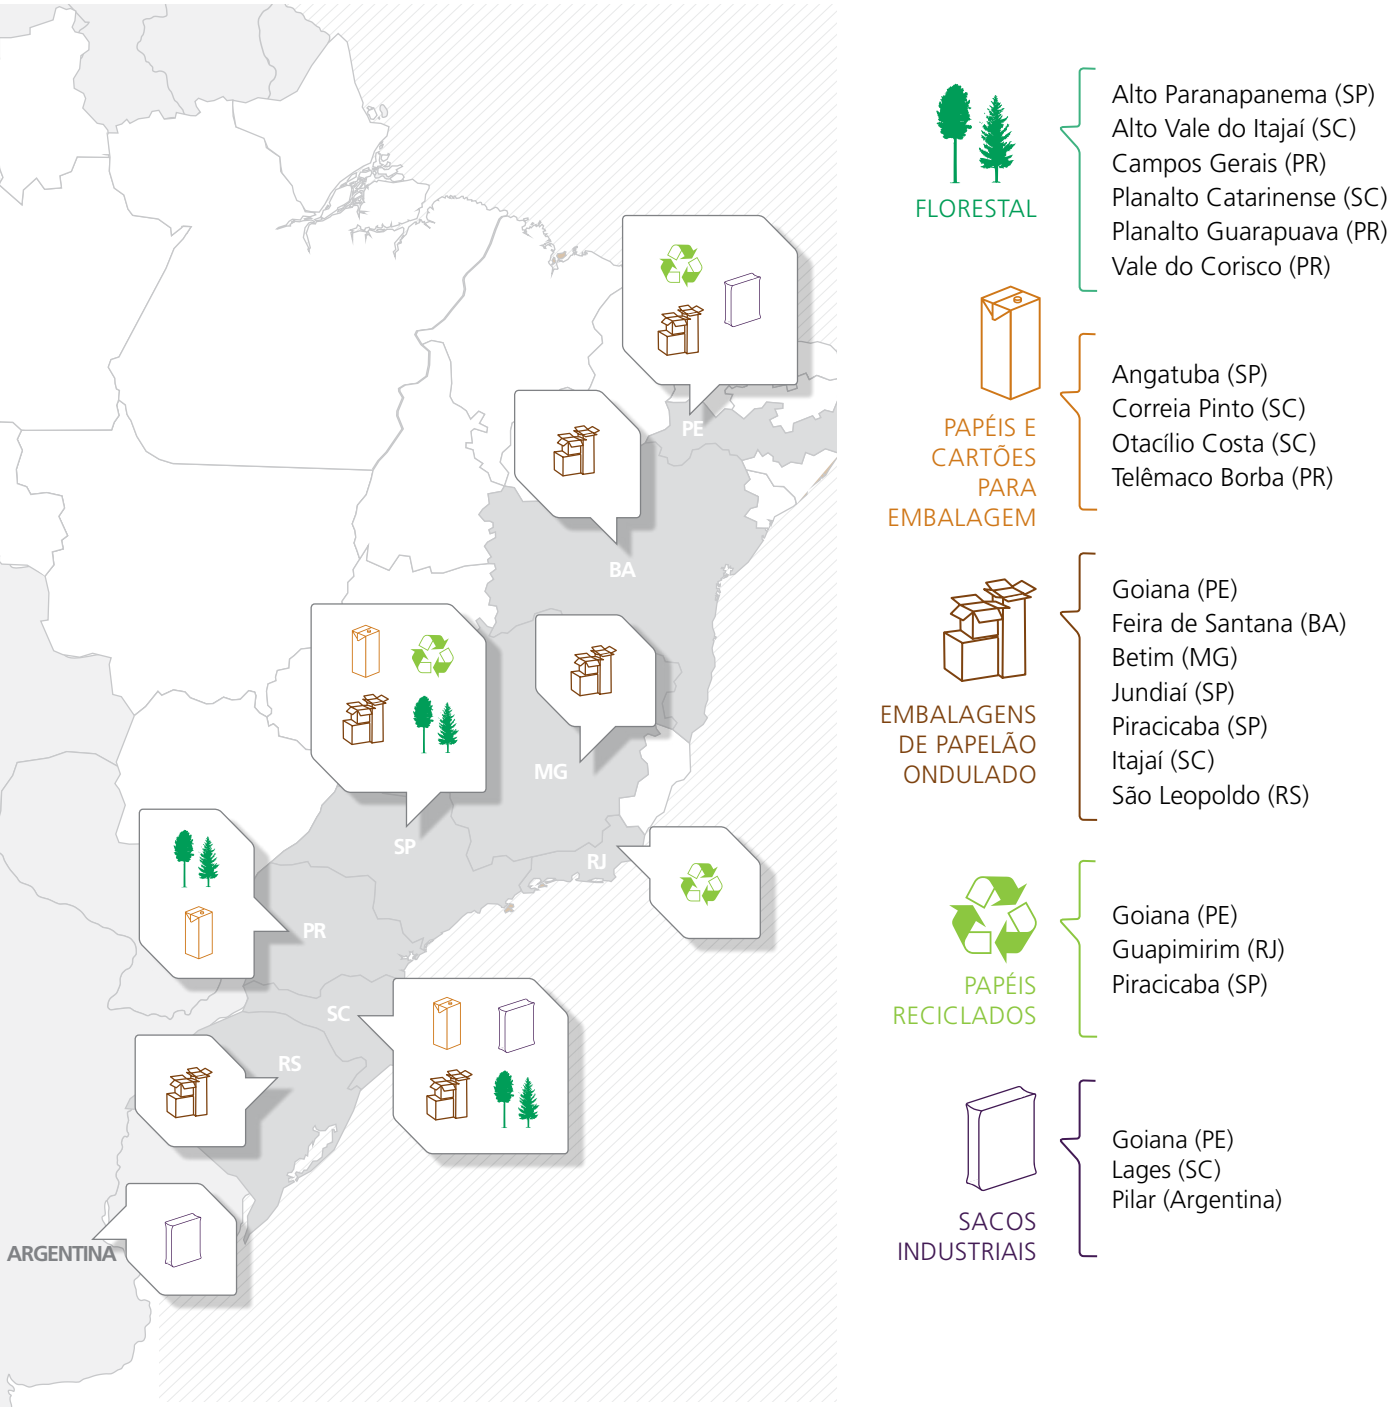 PE
BA
MG
SP
RJ
PR
SC
RS
ARGENTINA
FLORESTAL
Alto Paranapanema (SP)
Alto Vale do Itajaí (SC)
Campos Gerais (PR)
Planalto Catarinense (SC)
Planalto Guarapuava (PR)
Vale do Corisco (PR)
PAPÉIS E
CARTÕES
PARA
EMBALAGEM
Angatuba (SP)
Correia Pinto (SC)
Otacílio Costa (SC)
Telêmaco Borba (PR)
EMBALAGENS
DE PAPELÃO
ONDULADO
Goiana (PE)
Feira de Santana (BA)
Betim (MG)
Jundiaí (SP)
Piracicaba (SP)
Itajaí (SC)
São Leopoldo (RS)
PAPÉIS
RECICLADOS
Goiana (PE)
Guapimirim (RJ)
Piracicaba (SP)
SACOS
INDUSTRIAIS
Goiana (PE)
Lages (SC)
Pilar (Argentina)